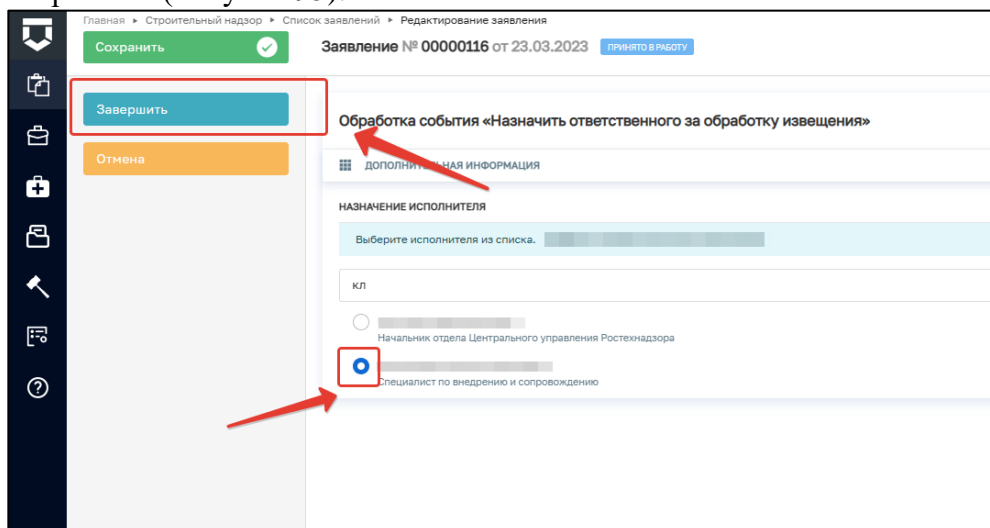 Главная ▸ Строительный надзор ▸ Список заявлений ▸ Редактирование заявления
Сохранить
Заявление № 00000116 от 23.03.2023 ПРИНЯТО В РАБОТУ
Завершить
Отмена
Обработка события «Назначить ответственного за обработку извещения»
ДОПОЛНИТЕЛЬНАЯ ИНФОРМАЦИЯ
НАЗНАЧЕНИЕ ИСПОЛНИТЕЛЯ
Выберите исполнителя из списка.
кл
Начальник отдела Центрального управления Ростехнадзора
Специалист по внедрению и сопровождению